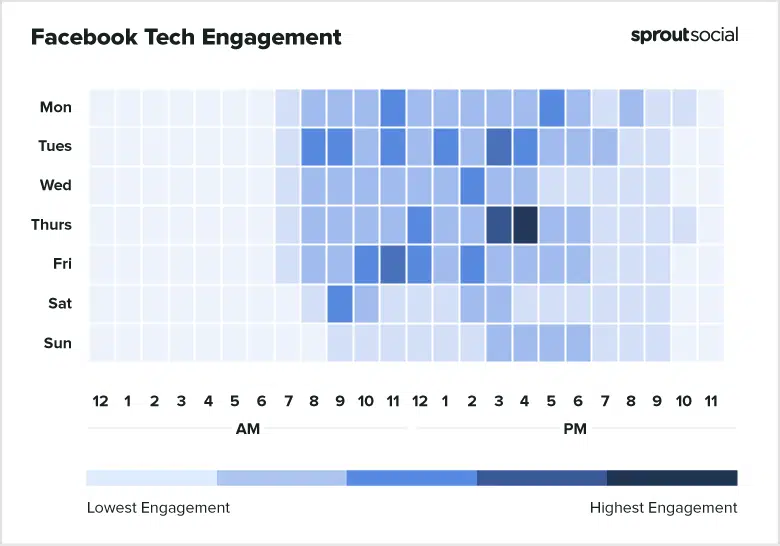 Facebook Tech Engagement
sproutsocial
Mon
Tues
Wed
Thurs
Fri
Sat
Sun
12 1 2 3 4 5 6 7 8 9 10 11 12 1 2 3 4 5 6 7 8 9 10 11
AM PM
Lowest Engagement Highest Engagement